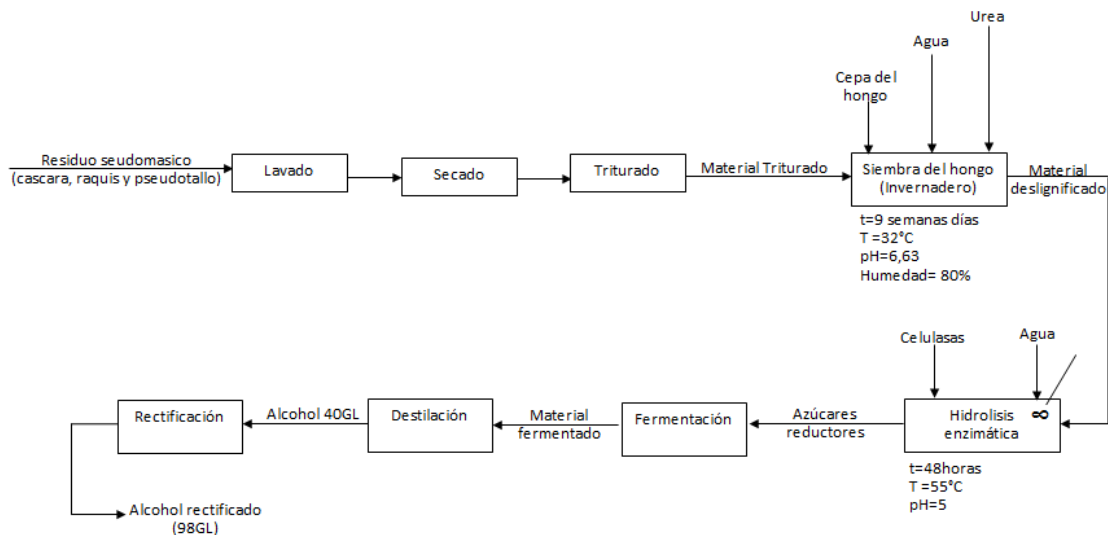 Urea
Agua
Cepa del
hongo
Residuo seudomasico
(cascara, raquis y pseudotallo)
Lavado
Secado
Triturado
Material Triturado
Siembra del hongo
(Invernadero)
Material
deslignificado
t=9 semanas días
T =32°C
pH=6,63
Humedad= 80%
Celulasas
Agua
Hidrolisis
enzimática
t=48horas
T =55°C
pH=5
Azúcares
reductores
Fermentación
Material
fermentado
Destilación
Alcohol 40GL
Rectificación
Alcohol rectificado
(98GL)